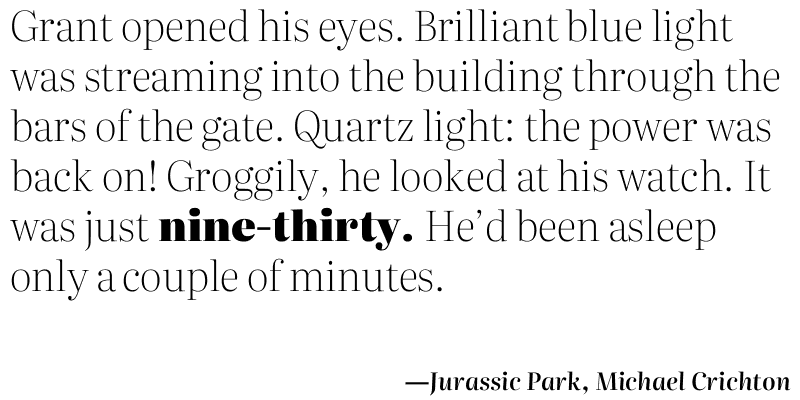 Grant opened his eyes. Brilliant blue light
was streaming into the building through the
bars of the gate. Quartz light: the power was
back on! Groggily, he looked at his watch. It
was just nine-thirty. He’d been asleep
only a couple of minutes.
—Jurassic Park, Michael Crichton